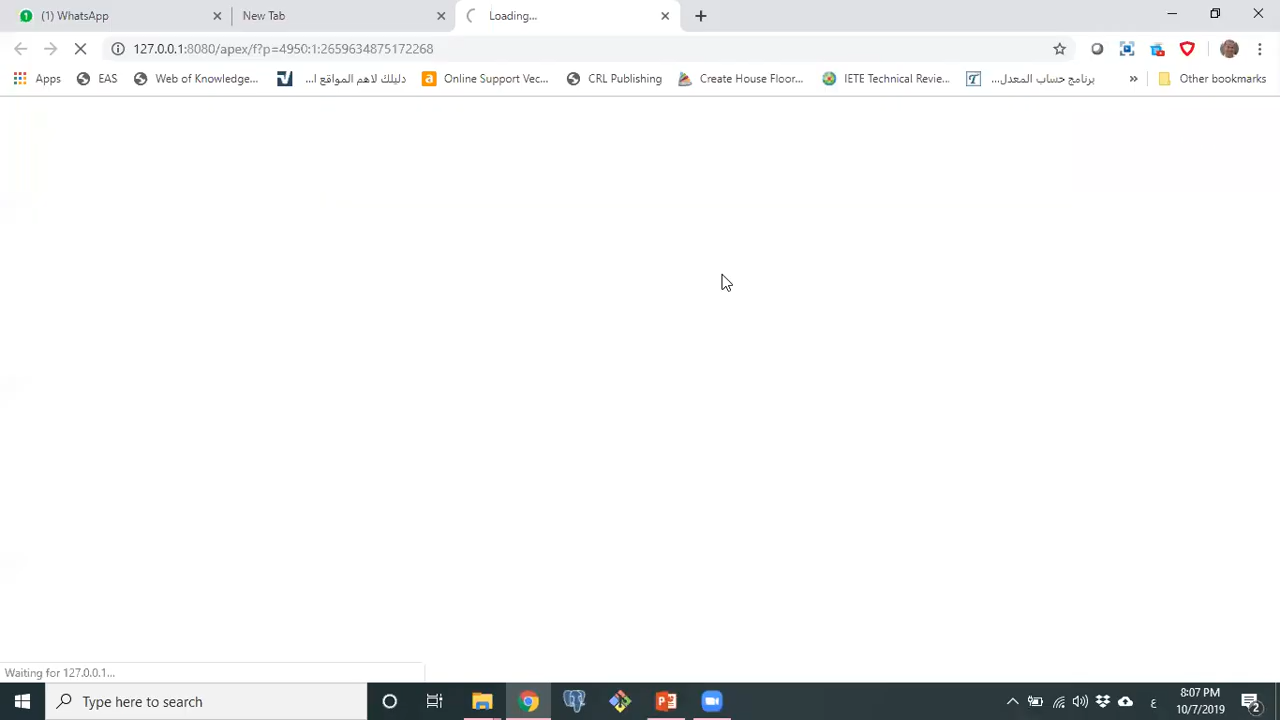 (1) WhatsApp
New Tab
Loading...
127.0.0.1:8080/apex/f?p=4950:1:2659634875172268
Apps
EAS
Web of Knowledge...
دليلك لاهم المواقع ا...
a
Online Support Vec...
CRL Publishing
Create House Floor...
IETE Technical Revie...
T
برنامج حساب المعدل...
»
Other bookmarks
Waiting for 127.0.0.1...
Type here to search
ع
8:07 PM
10/7/2019
2